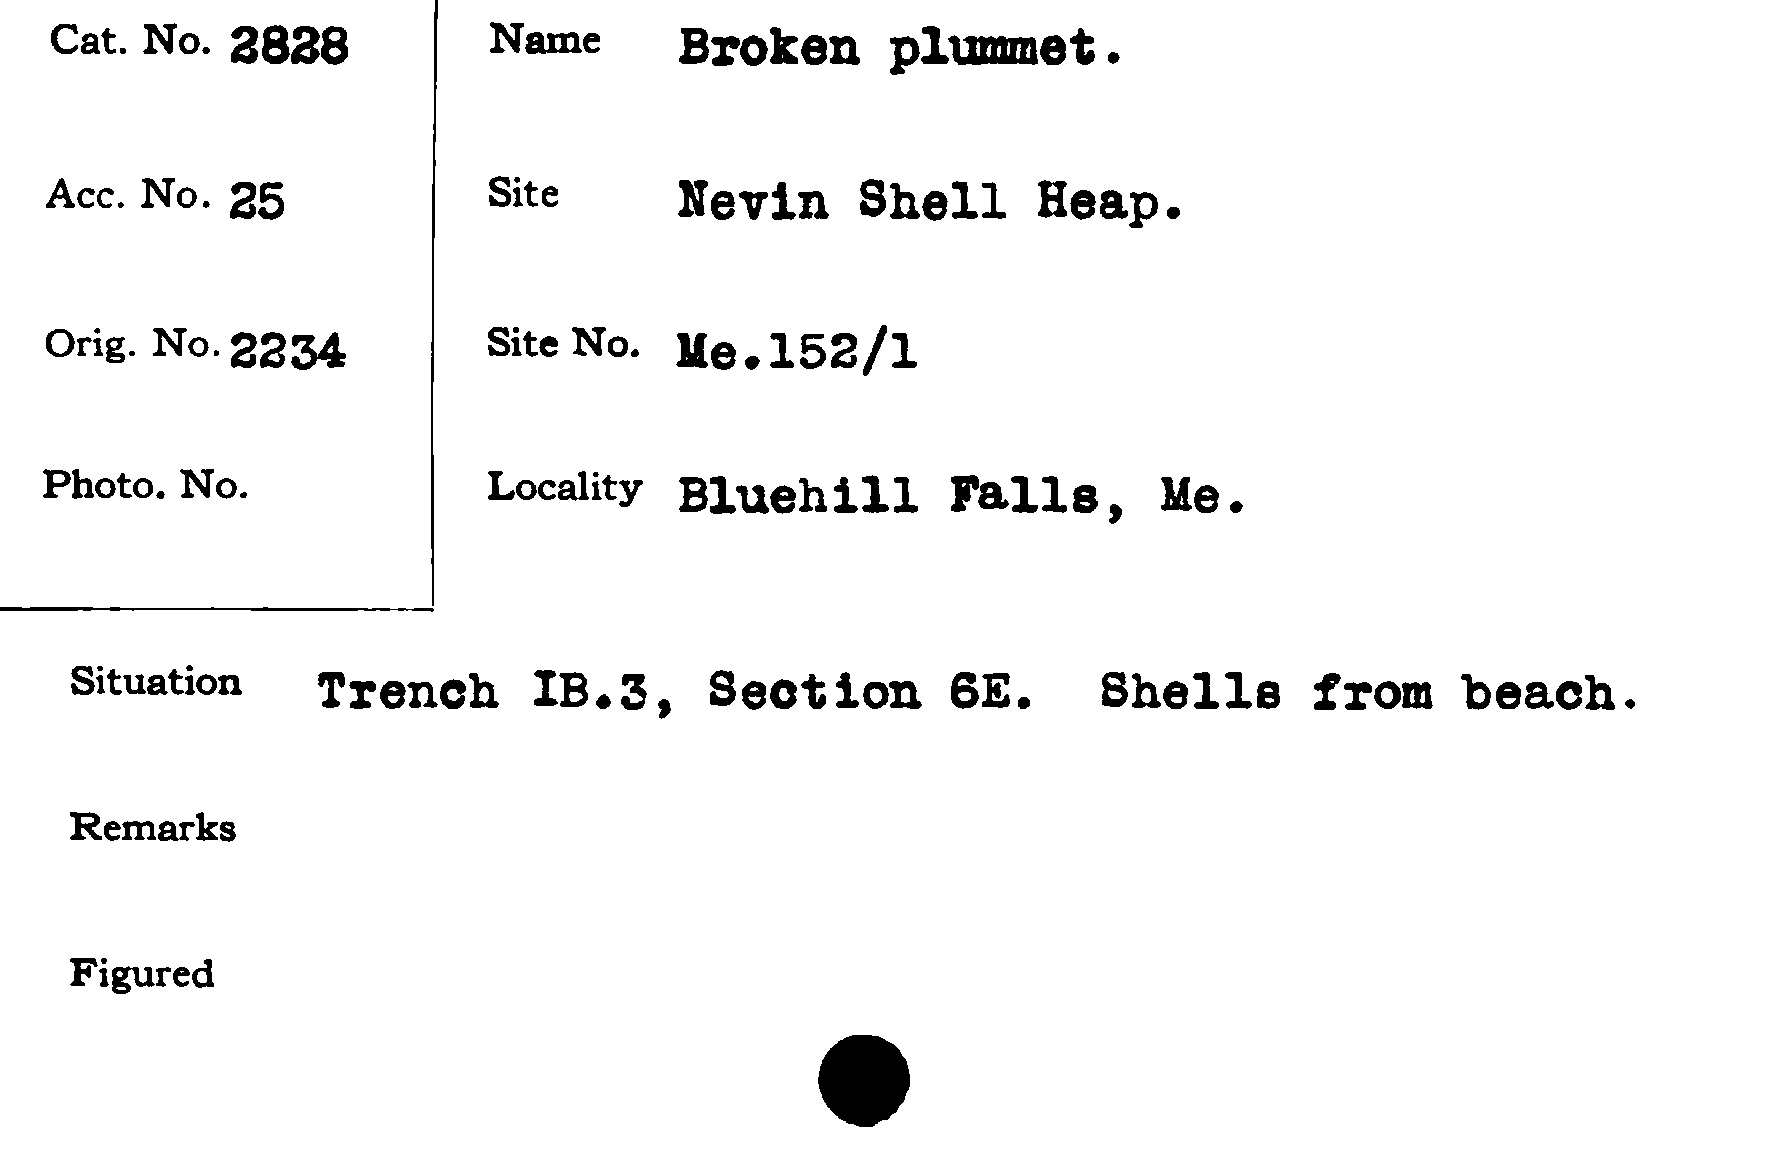 Cat. No. 2828
Name Broken plummet.
Acc. No. 25
Site Nevin Shell Heap.
Orig. No. 2234
Site No. Me.152/1
Photo. No.
Locality Bluehill Falls, Me.
Situation Trench IB.3, Section 6E. Shells from beach.
Remarks
Figured